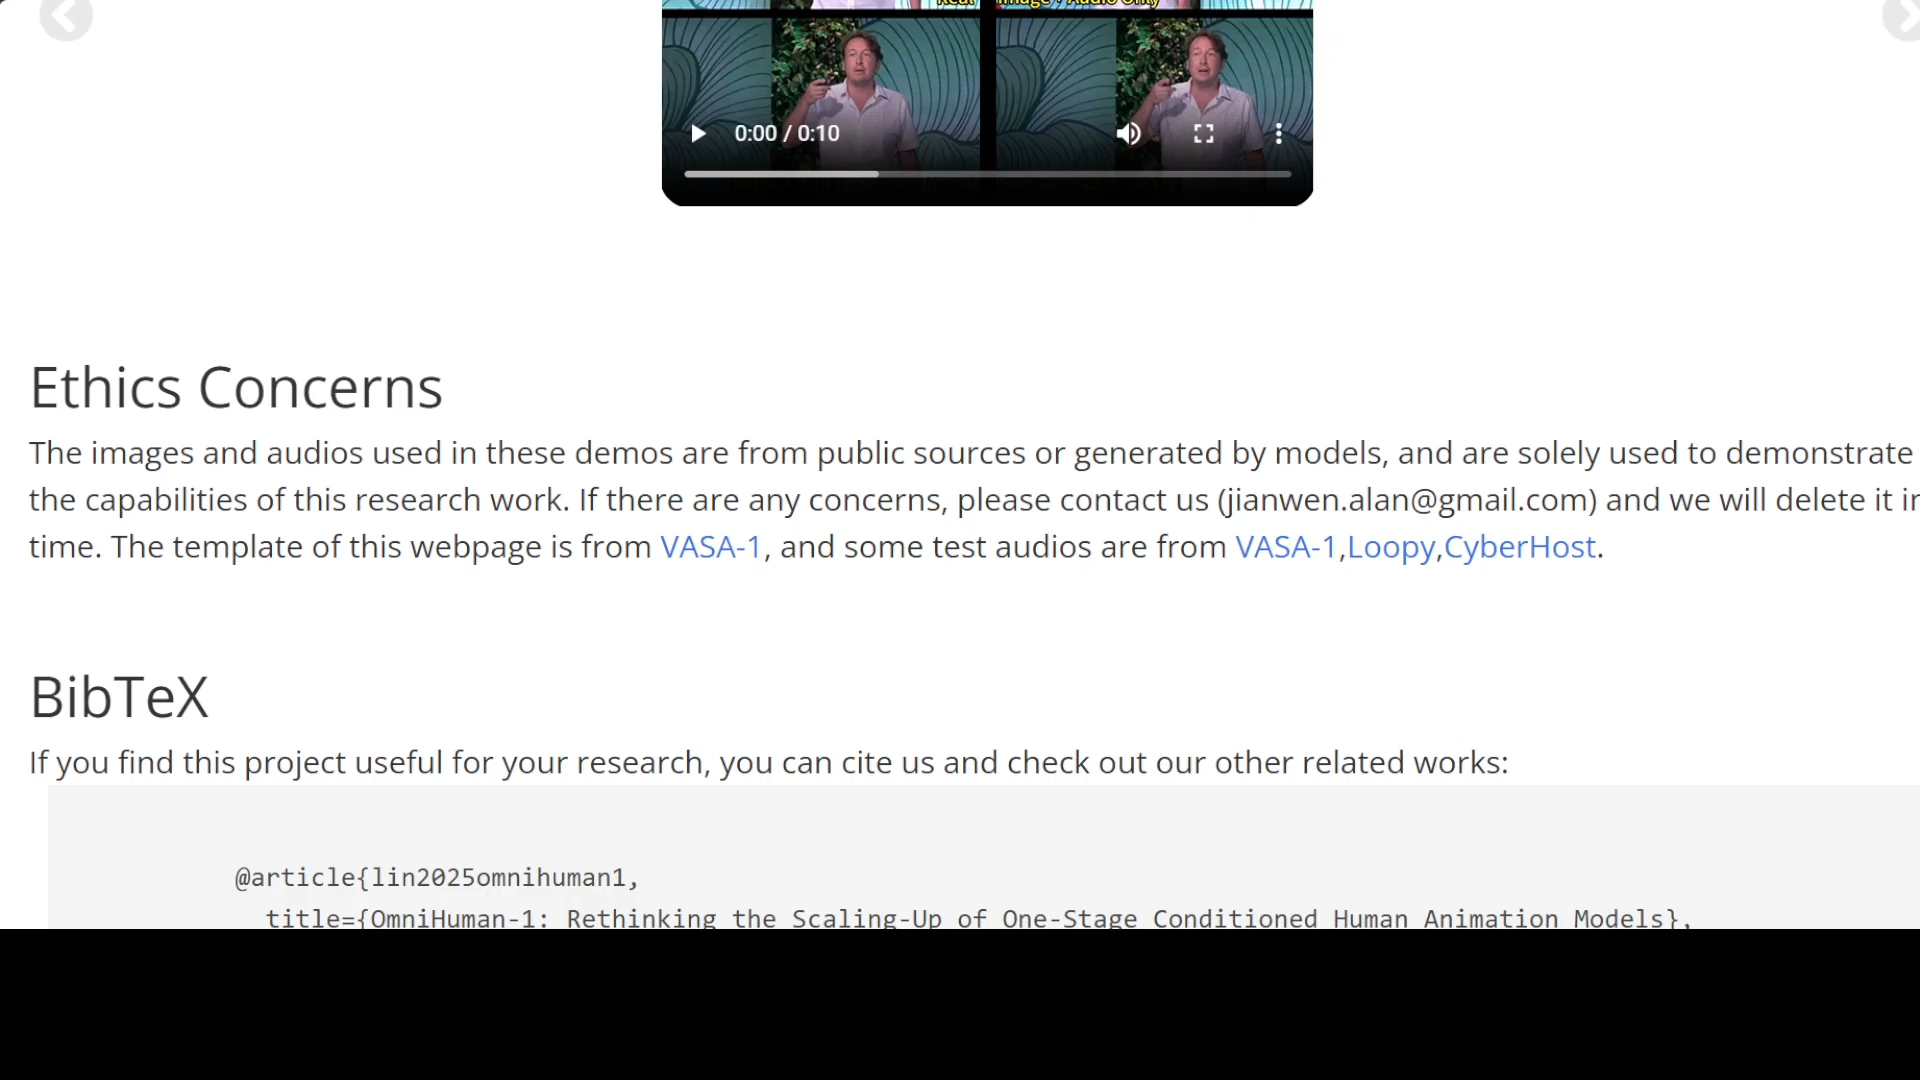 Image + Audio Only
0:00 / 0:10
Ethics Concerns
The images and audios used in these demos are from public sources or generated by models, and are solely used to demonstrate
the capabilities of this research work. If there are any concerns, please contact us (jianwen.alan@gmail.com) and we will delete it in
time. The template of this webpage is from VASA-1, and some test audios are from VASA-1,Loopy,CyberHost.
BibTeX
If you find this project useful for your research, you can cite us and check out our other related works:
@article{lin2025omnihuman1,
title={OmniHuman-1: Rethinking the Scaling-Up of One-Stage Conditioned Human Animation Models},